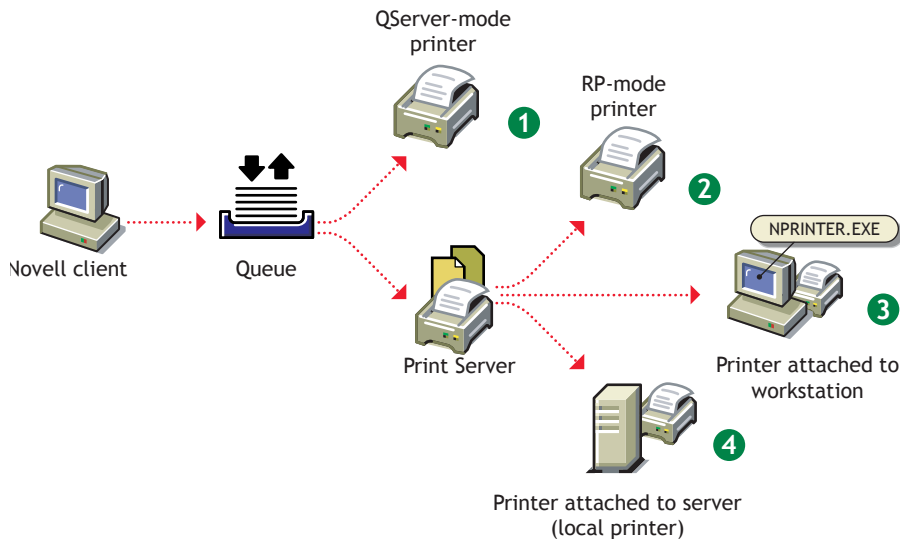 QServer-mode
printer
1
RP-mode
printer
2
NPRINTER.EXE
Novell client
Queue
3
Print Server
Printer attached to
workstation
4
Printer attached to server
(local printer)